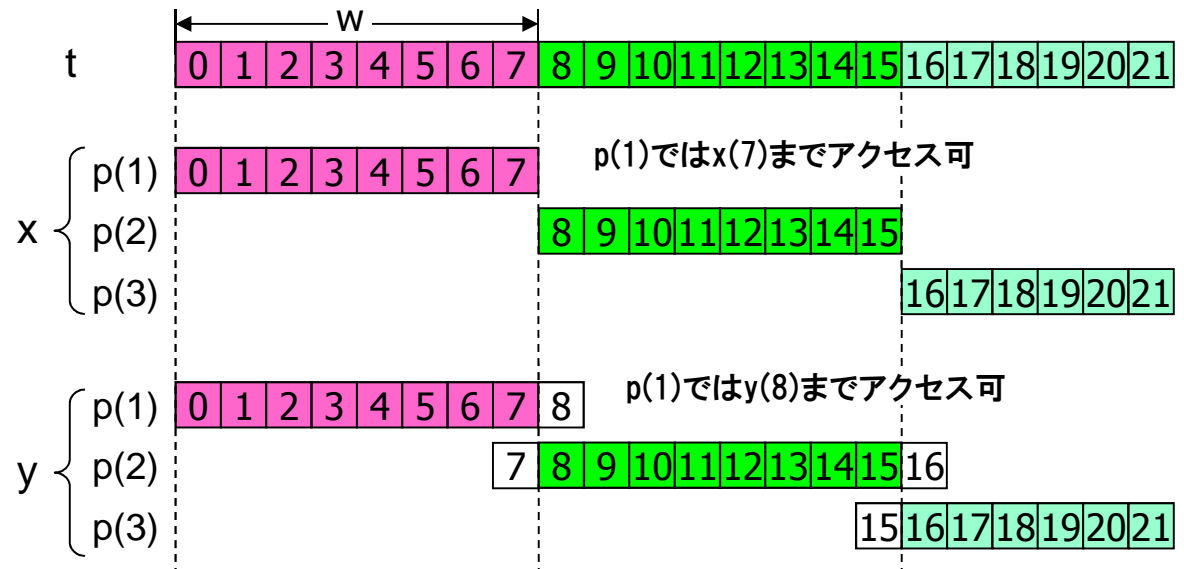 w
t 0 1 2 3 4 5 6 7 8 9 10 11 12 13 14 15 16 17 18 19 20 21
p(1)ではx(7)までアクセス可
p(1) 0 1 2 3 4 5 6 7
x p(2) 8 9 10 11 12 13 14 15
p(3) 16 17 18 19 20 21
p(1)ではy(8)までアクセス可
p(1) 0 1 2 3 4 5 6 7 8
y p(2) 7 8 9 10 11 12 13 14 15 16
p(3) 15 16 17 18 19 20 21